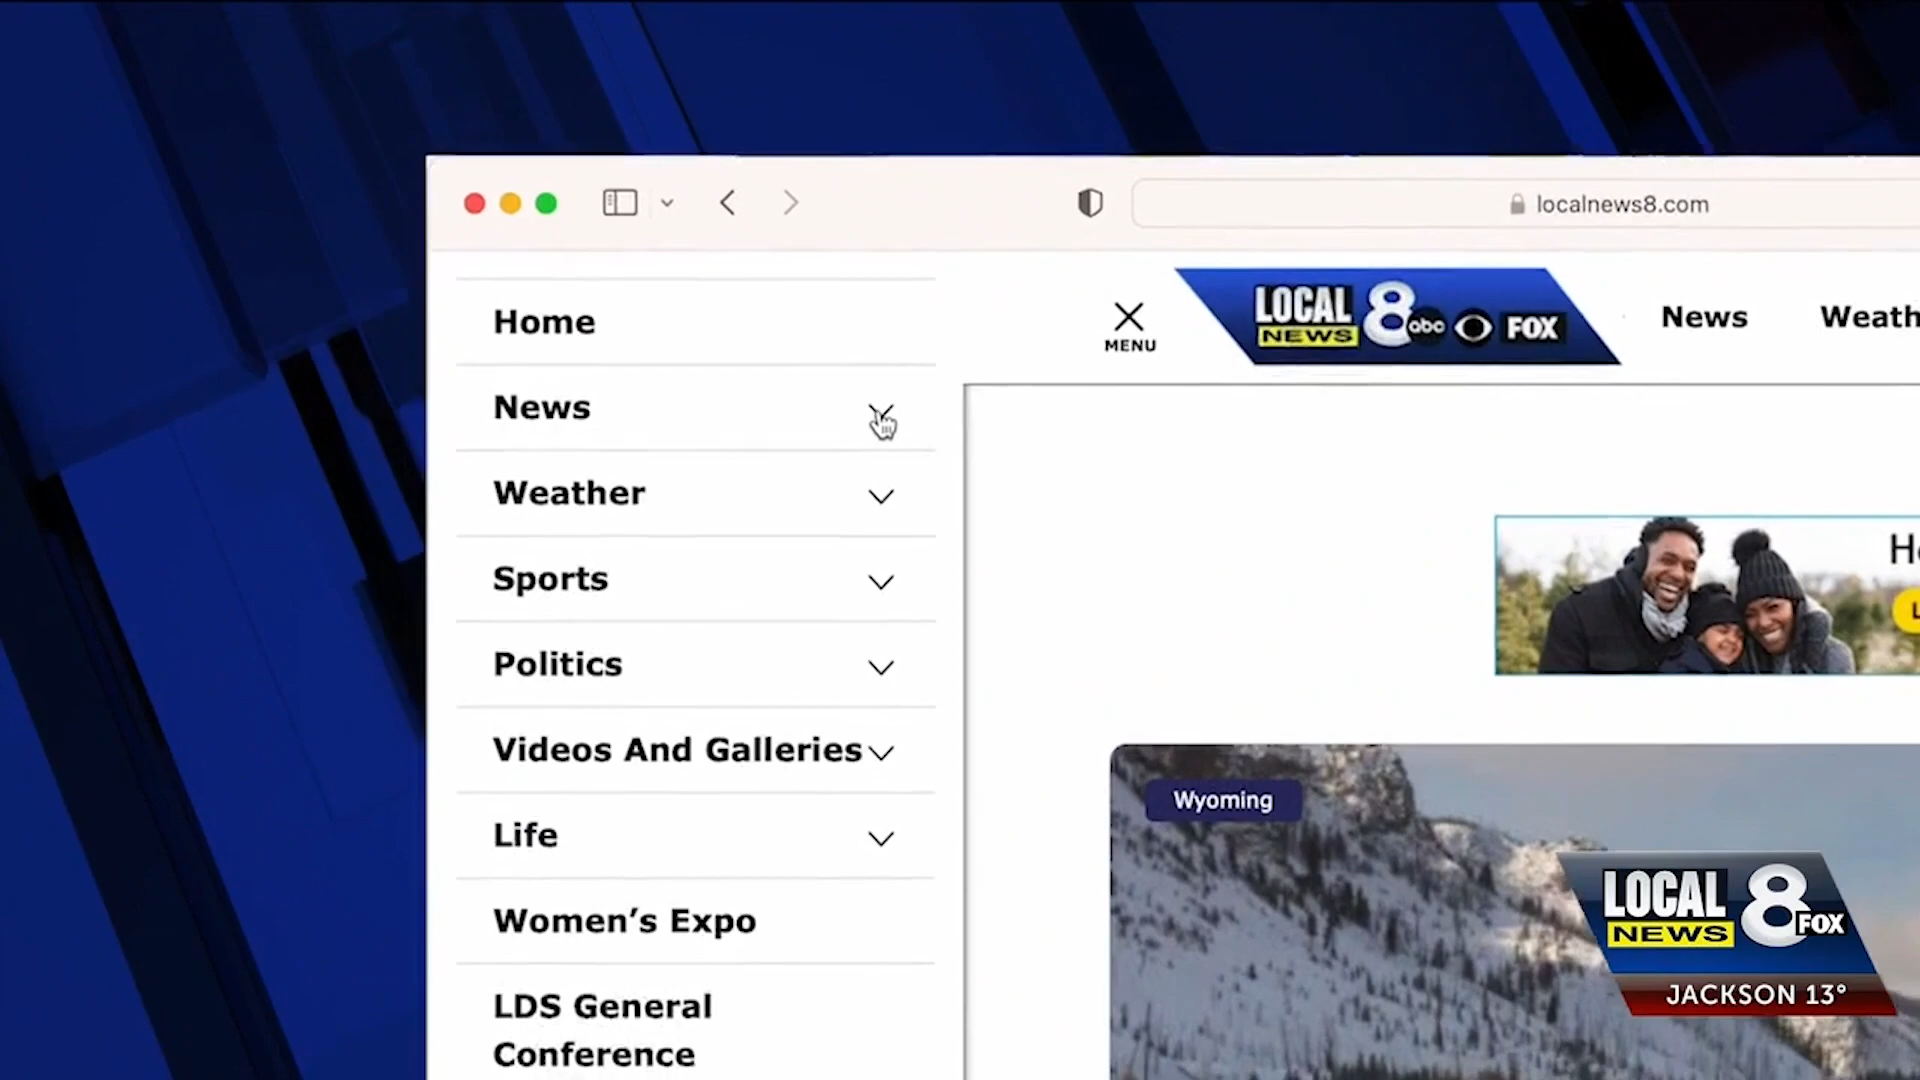 localnews8.com
Home
News
Weather
Sports
Politics
Videos And Galleries
Life
Women’s Expo
LDS General
Conference
MENU
LOCAL
NEWS
8
abc
FOX
News
Weath
Wyoming
LOCAL
NEWS
8
FOX
JACKSON 13°